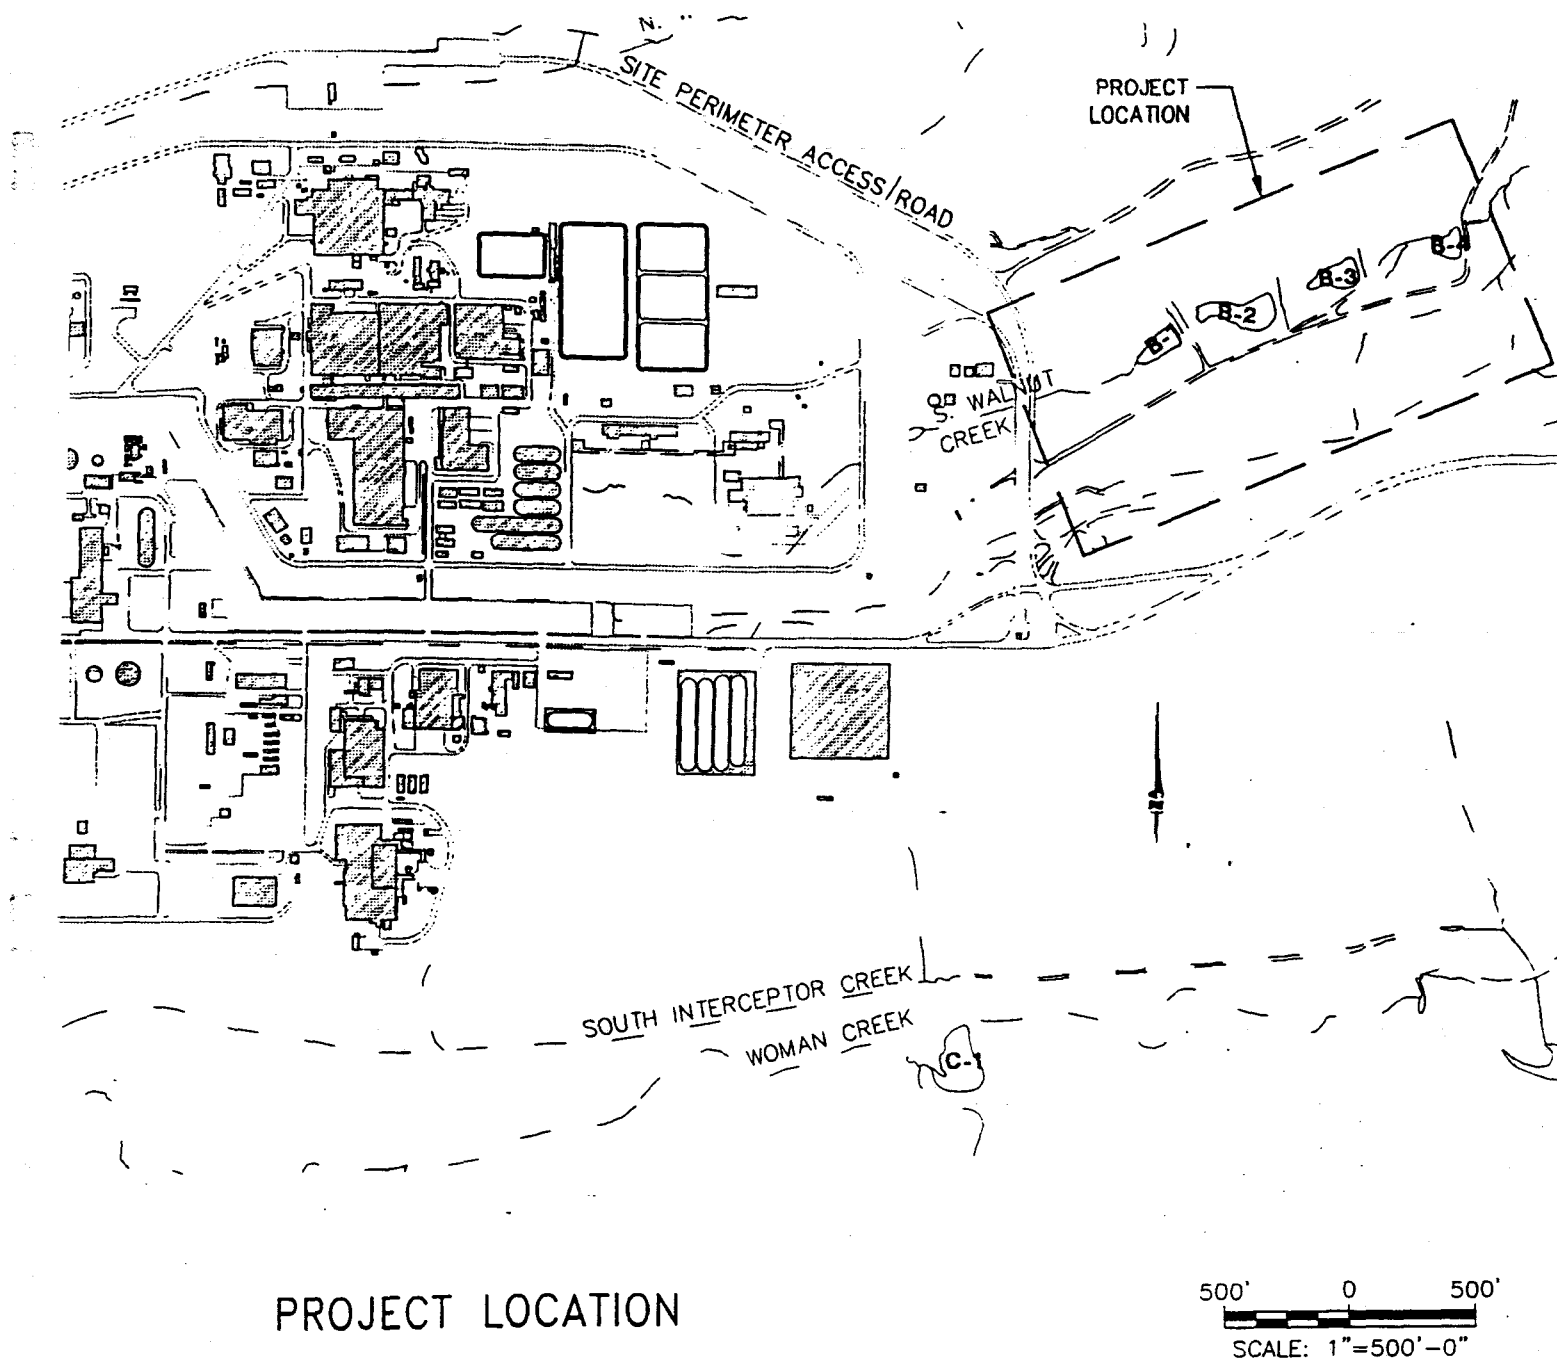 N.
SITE PERIMETER ACCESS/ROAD
PROJECT
LOCATION
B-4
B-3
B-2
B-1
S. WALNUT
CREEK
N
SOUTH INTERCEPTOR CREEK
WOMAN CREEK
C-1
PROJECT LOCATION
500' 0 500'
SCALE: 1"=500'-0"